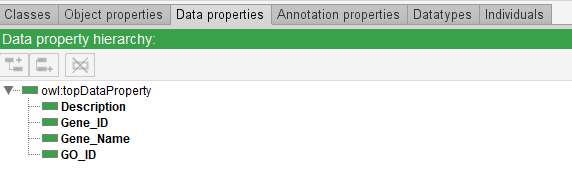 Classes Object properties Data properties Annotation properties Datatypes Individuals
Data property hierarchy:
owl:topDataProperty
Description
Gene_ID
Gene_Name
GO_ID